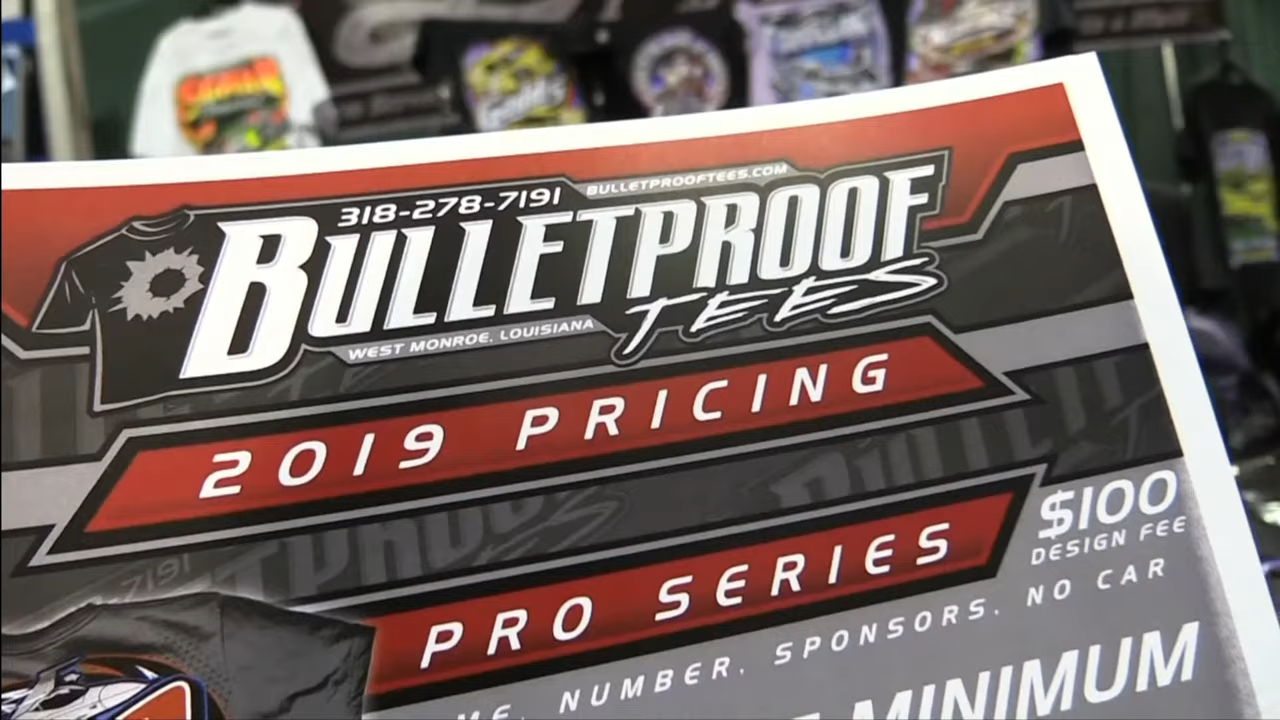 318-278-7191
BULLETPROOFTEES.COM
BULLETPROOF
TEES
WEST MONROE, LOUISIANA
2019 PRICING
PRO SERIES
$100
DESIGN FEE
NUMBER, SPONSORS, NO CAR
MINIMUM